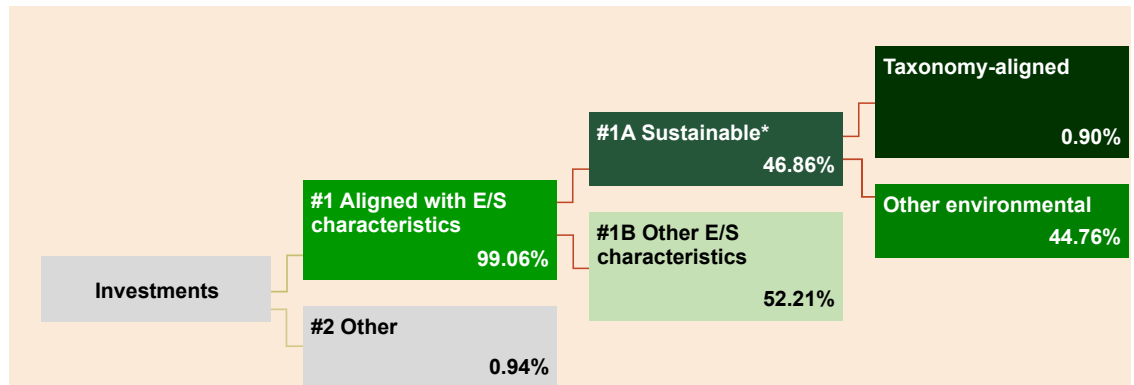 Investments
#1 Aligned with E/S
characteristics
99.06%
#2 Other
0.94%
#1A Sustainable*
46.86%
#1B Other E/S
characteristics
52.21%
Taxonomy-aligned
0.90%
Other environmental
44.76%